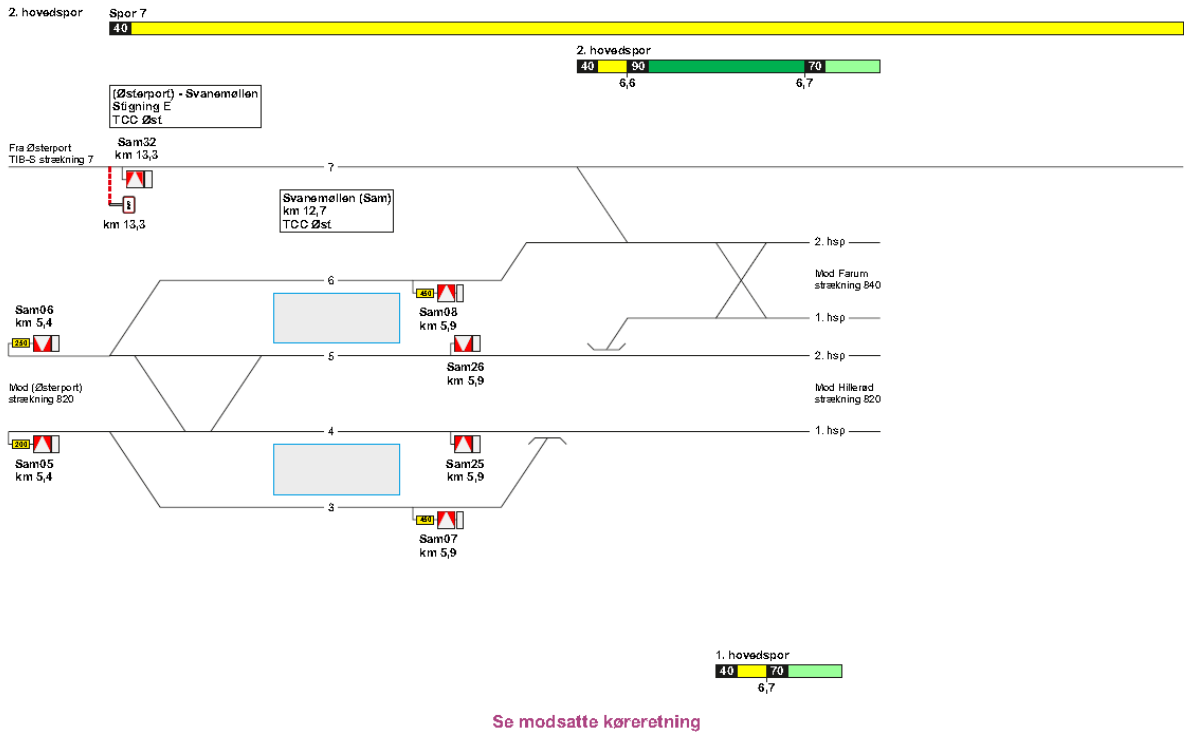 2. hovedspor
Spor 7
40
2. hovedspor
40 90 70
6,6 6,7
(Østerport) - Svanemøllen
Stigning E
TCC Øst
Fra Østerport
TIB-S strækning 7
Sam32
km 13,3
7
km 13,3
Svanemøllen (Sam)
km 12,7
TCC Øst
2. hsp
Mod Farum
strækning 840
6
450
Sam08
km 5,9
Sam06
km 5,4
250
1. hsp
5
2. hsp
Sam26
km 5,9
Mod (Østerport)
strækning 820
Mod Hillerød
strækning 820
4
1. hsp
200
Sam05
km 5,4
Sam25
km 5,9
3
450
Sam07
km 5,9
1. hovedspor
40 70
6,7
Se modsatte køreretning